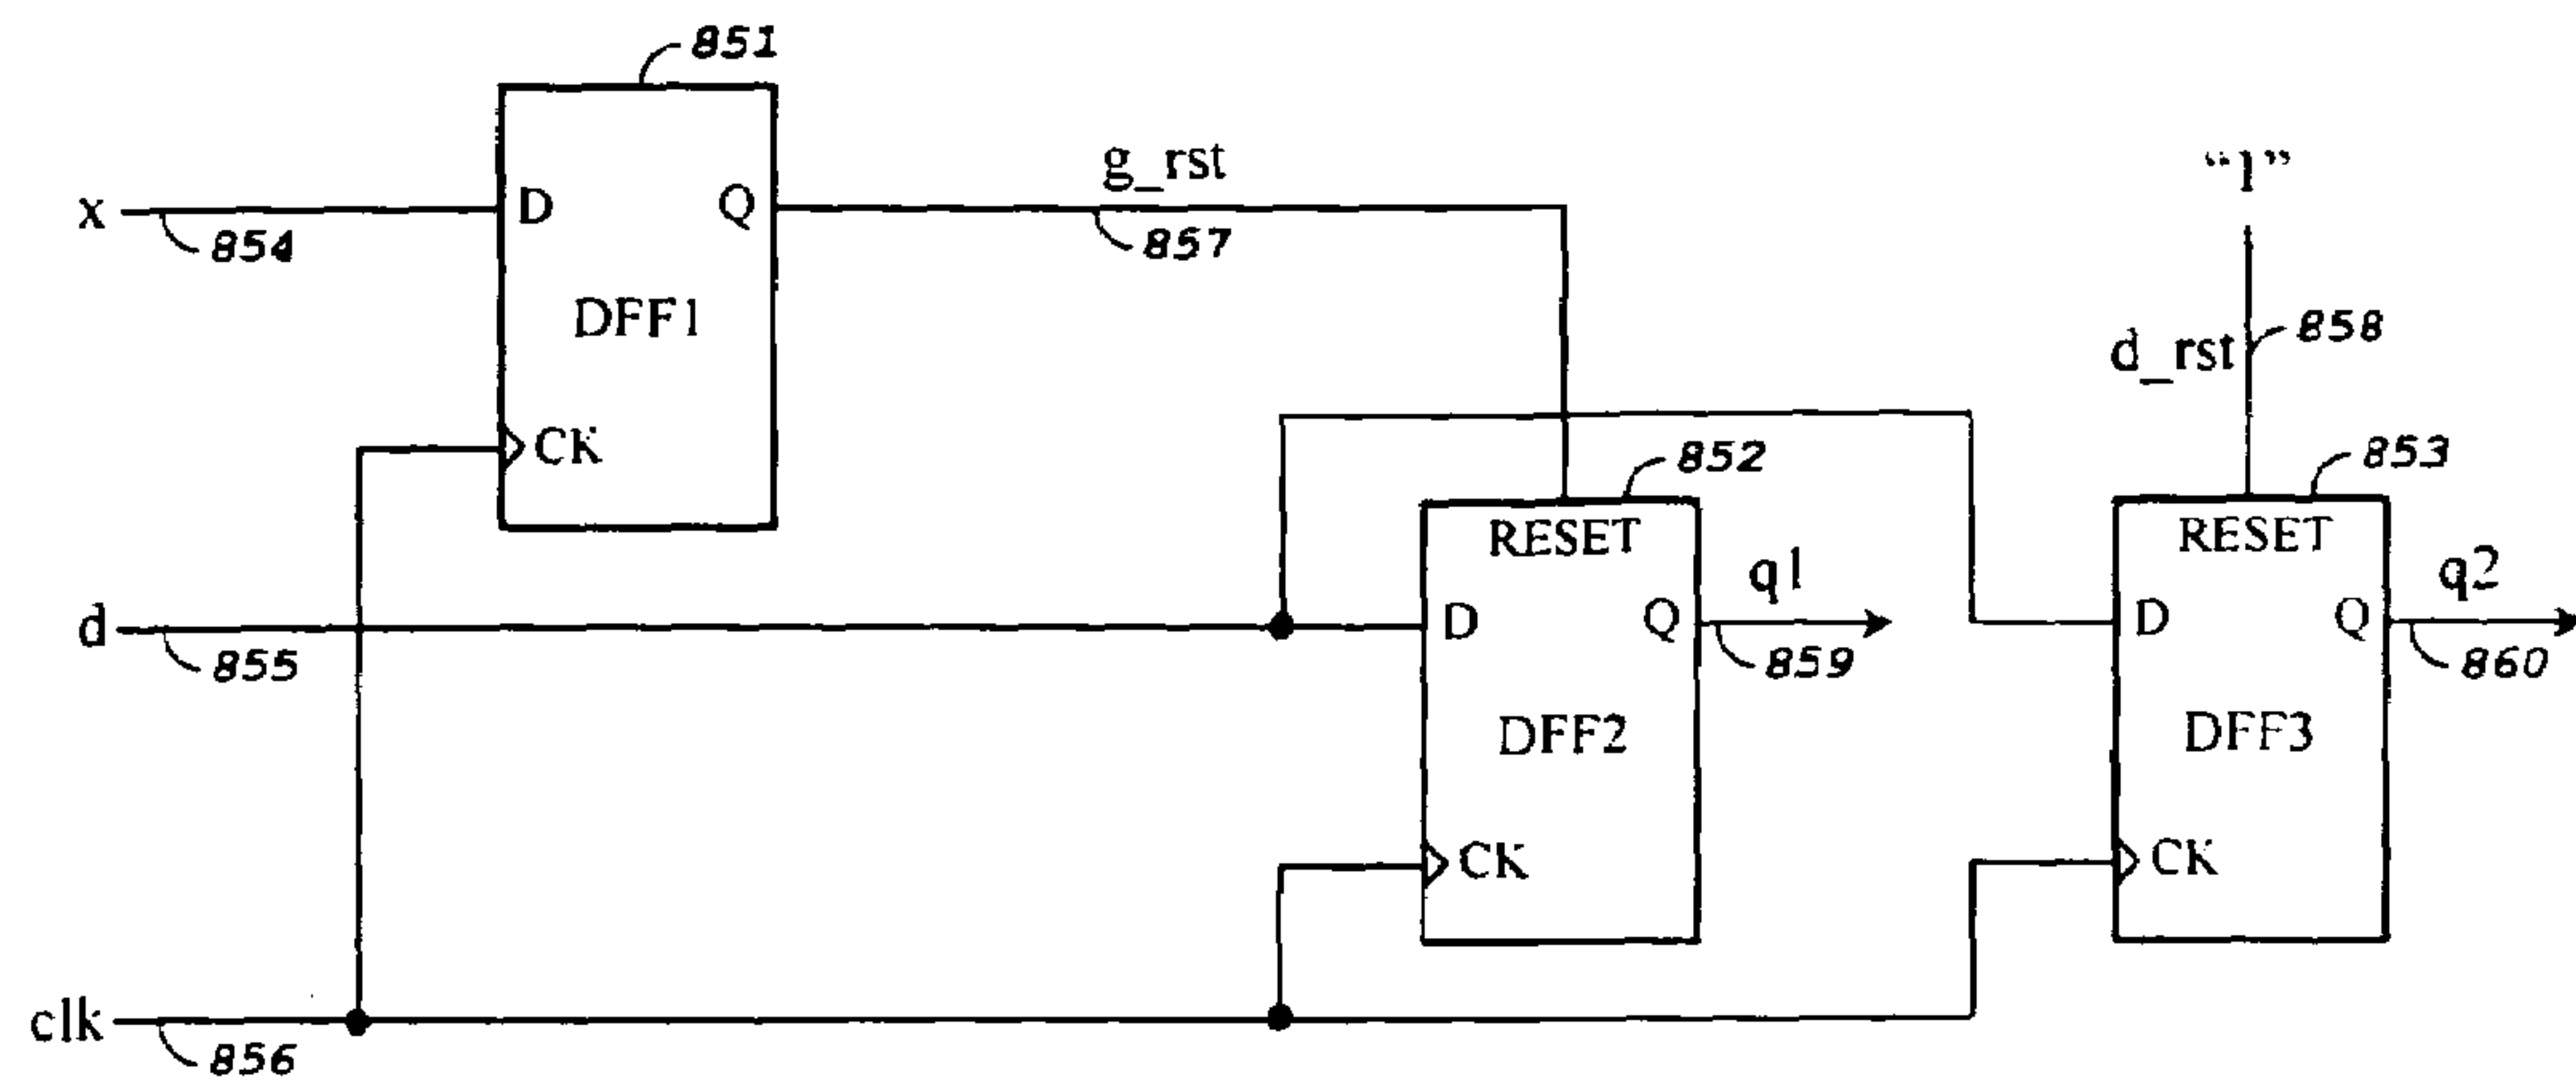 851
g_rst
"1"
x
D
Q
854
857
DFF1
d_rst
858
CK
852
853
RESET
RESET
q1
q2
d
D
Q
D
Q
855
859
860
DFF2
DFF3
CK
CK
clk
856